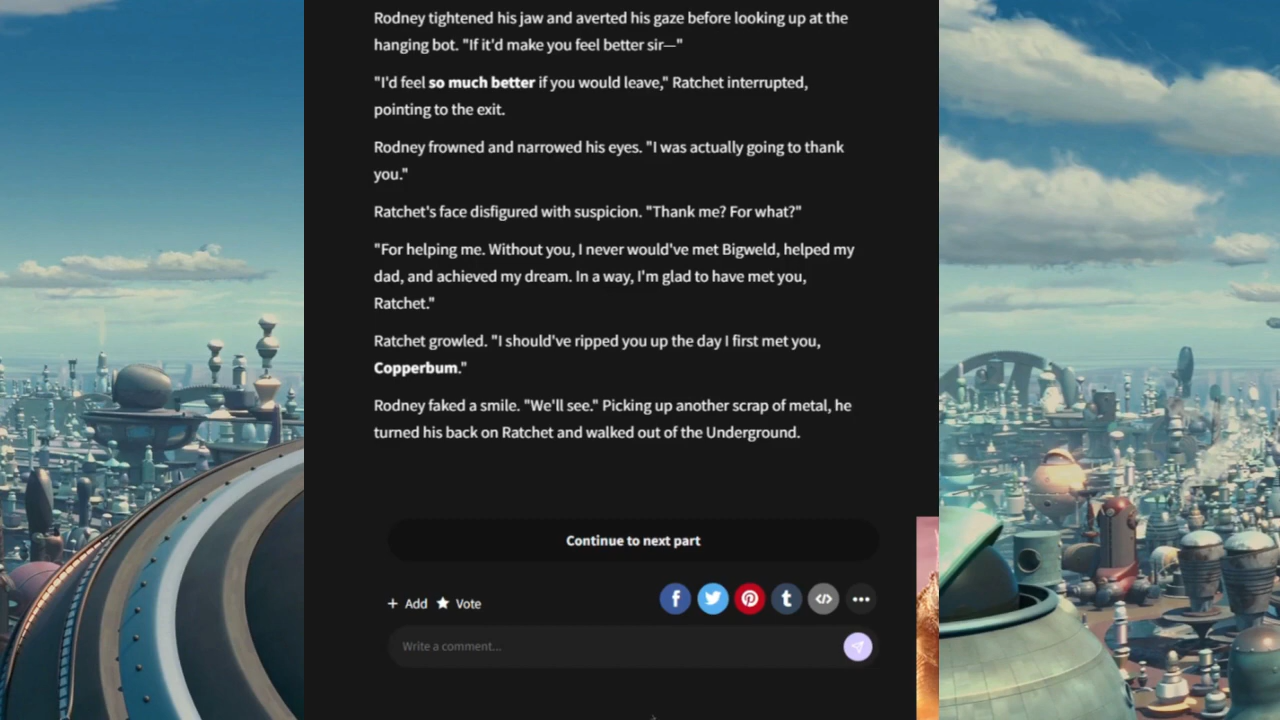 Rodney tightened his jaw and averted his gaze before looking up at the
hanging bot. "If it'd make you feel better sir—"
"I'd feel so much better if you would leave," Ratchet interrupted,
pointing to the exit.
Rodney frowned and narrowed his eyes. "I was actually going to thank
you."
Ratchet's face disfigured with suspicion. "Thank me? For what?"
"For helping me. Without you, I never would've met Bigweld, helped my
dad, and achieved my dream. In a way, I'm glad to have met you,
Ratchet."
Ratchet growled. "I should've ripped you up the day I first met you,
Copperbum."
Rodney faked a smile. "We'll see." Picking up another scrap of metal, he
turned his back on Ratchet and walked out of the Underground.
Continue to next part
+ Add ★ Vote
Write a comment...